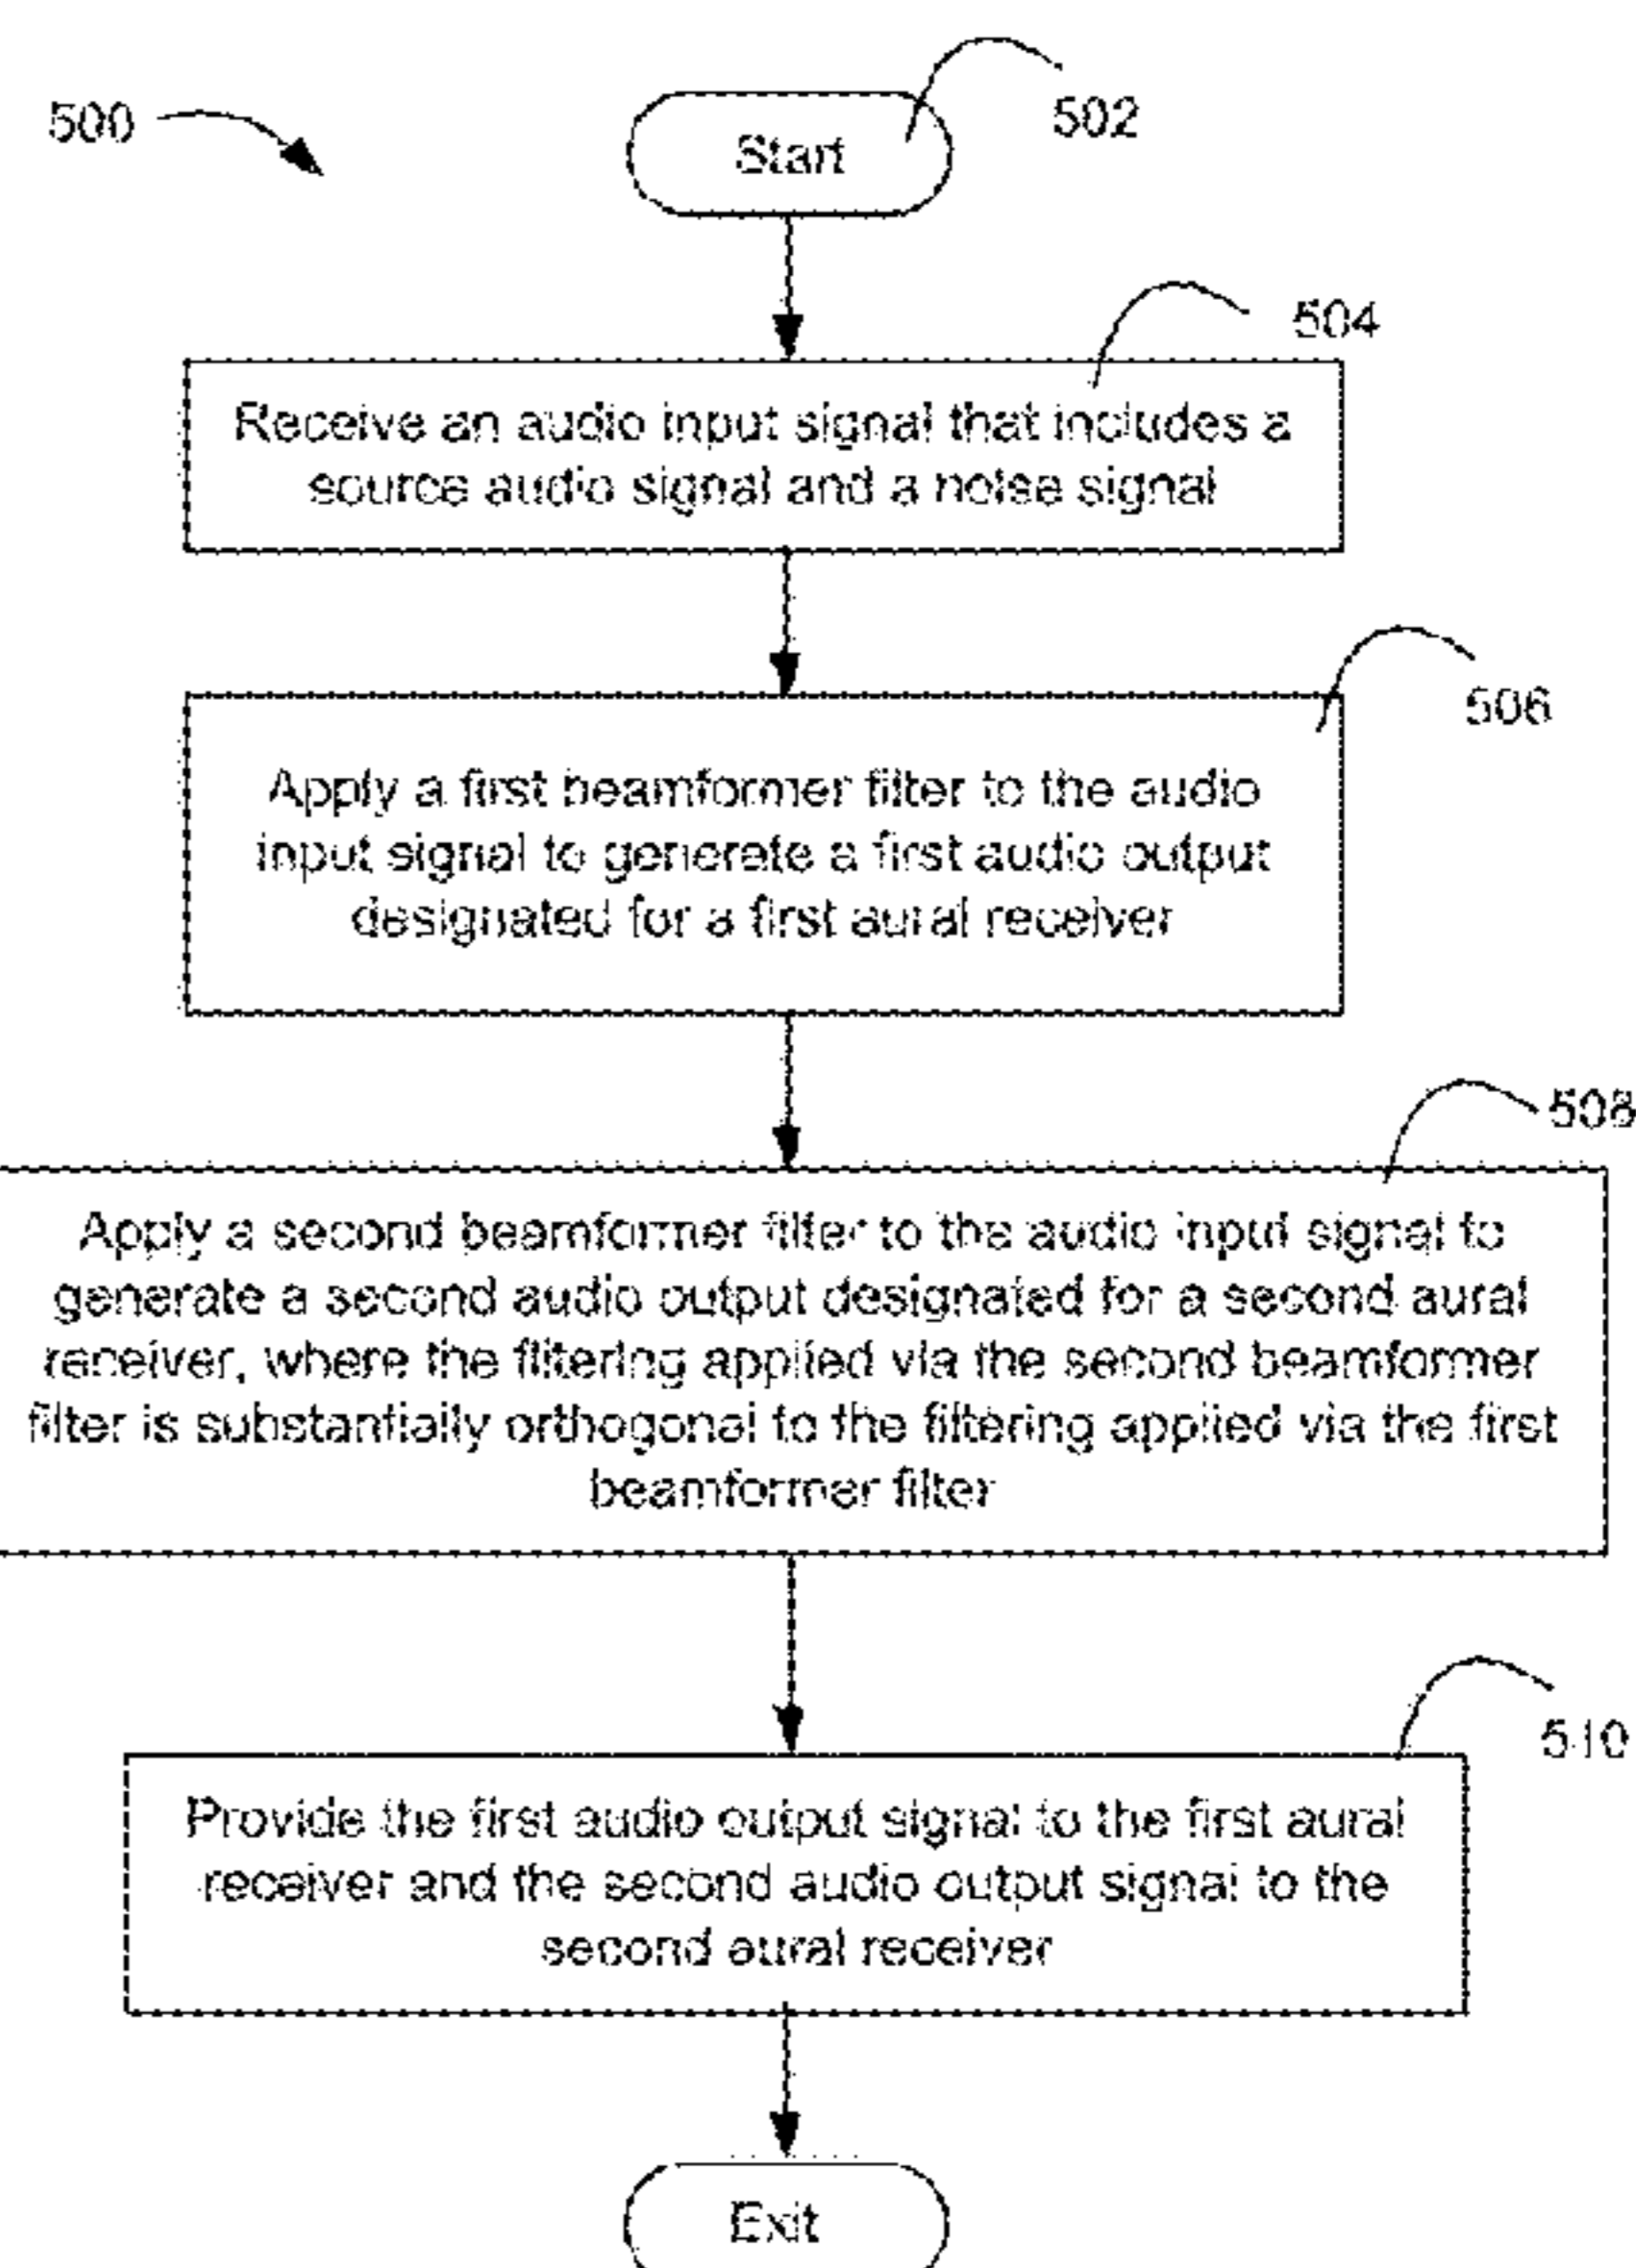 500
502
Start
504
Receive an audio input signal that includes a
source audio signal and a noise signal
506
Apply a first beamformer filter to the audio
input signal to generate a first audio output
designated for a first aural receiver
508
Apply a second beamformer filter to the audio input signal to
generate a second audio output designated for a second aural
receiver, where the filtering applied via the second beamformer
filter is substantially orthogonal to the filtering applied via the first
beamformer filter
510
Provide the first audio output signal to the first aural
receiver and the second audio output signal to the
second aural receiver
Exit